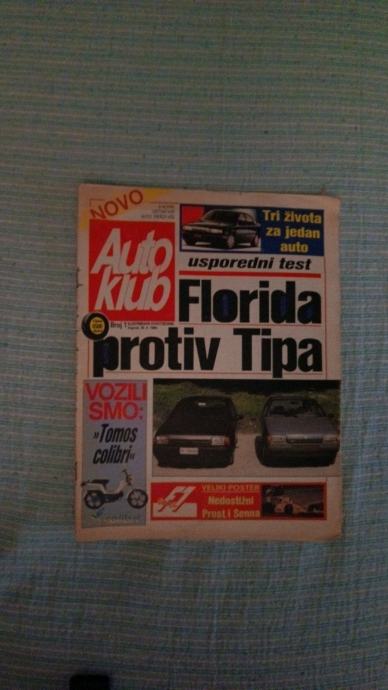 NOVO
Tri života
za jedan
auto
Auto
klub
usporedni test
Florida
protiv Tipa
Broj 1
VOZILI
SMO:
»Tomos
colibri«
VELIKI POSTER
Nedostižni
Prost i Senna